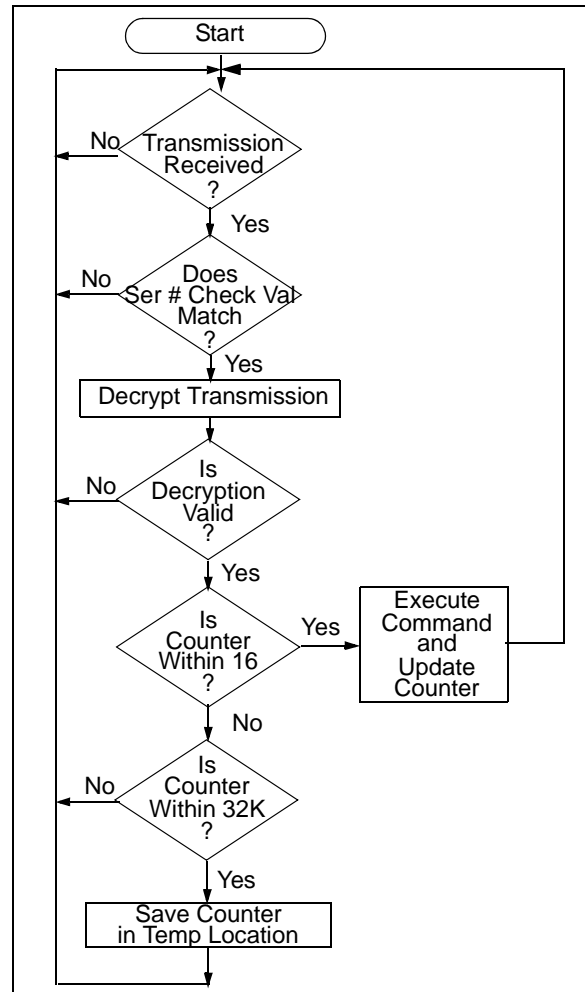 Start
No
Transmission
Received
?
Yes
No
Does
Ser # Check Val
Match
?
Yes
Decrypt Transmission
No
Is
Decryption
Valid
?
Yes
Is
Counter
Within 16
?
Yes
Execute
Command
and
Update
Counter
No
No
Is
Counter
Within 32K
?
Yes
Save Counter
in Temp Location